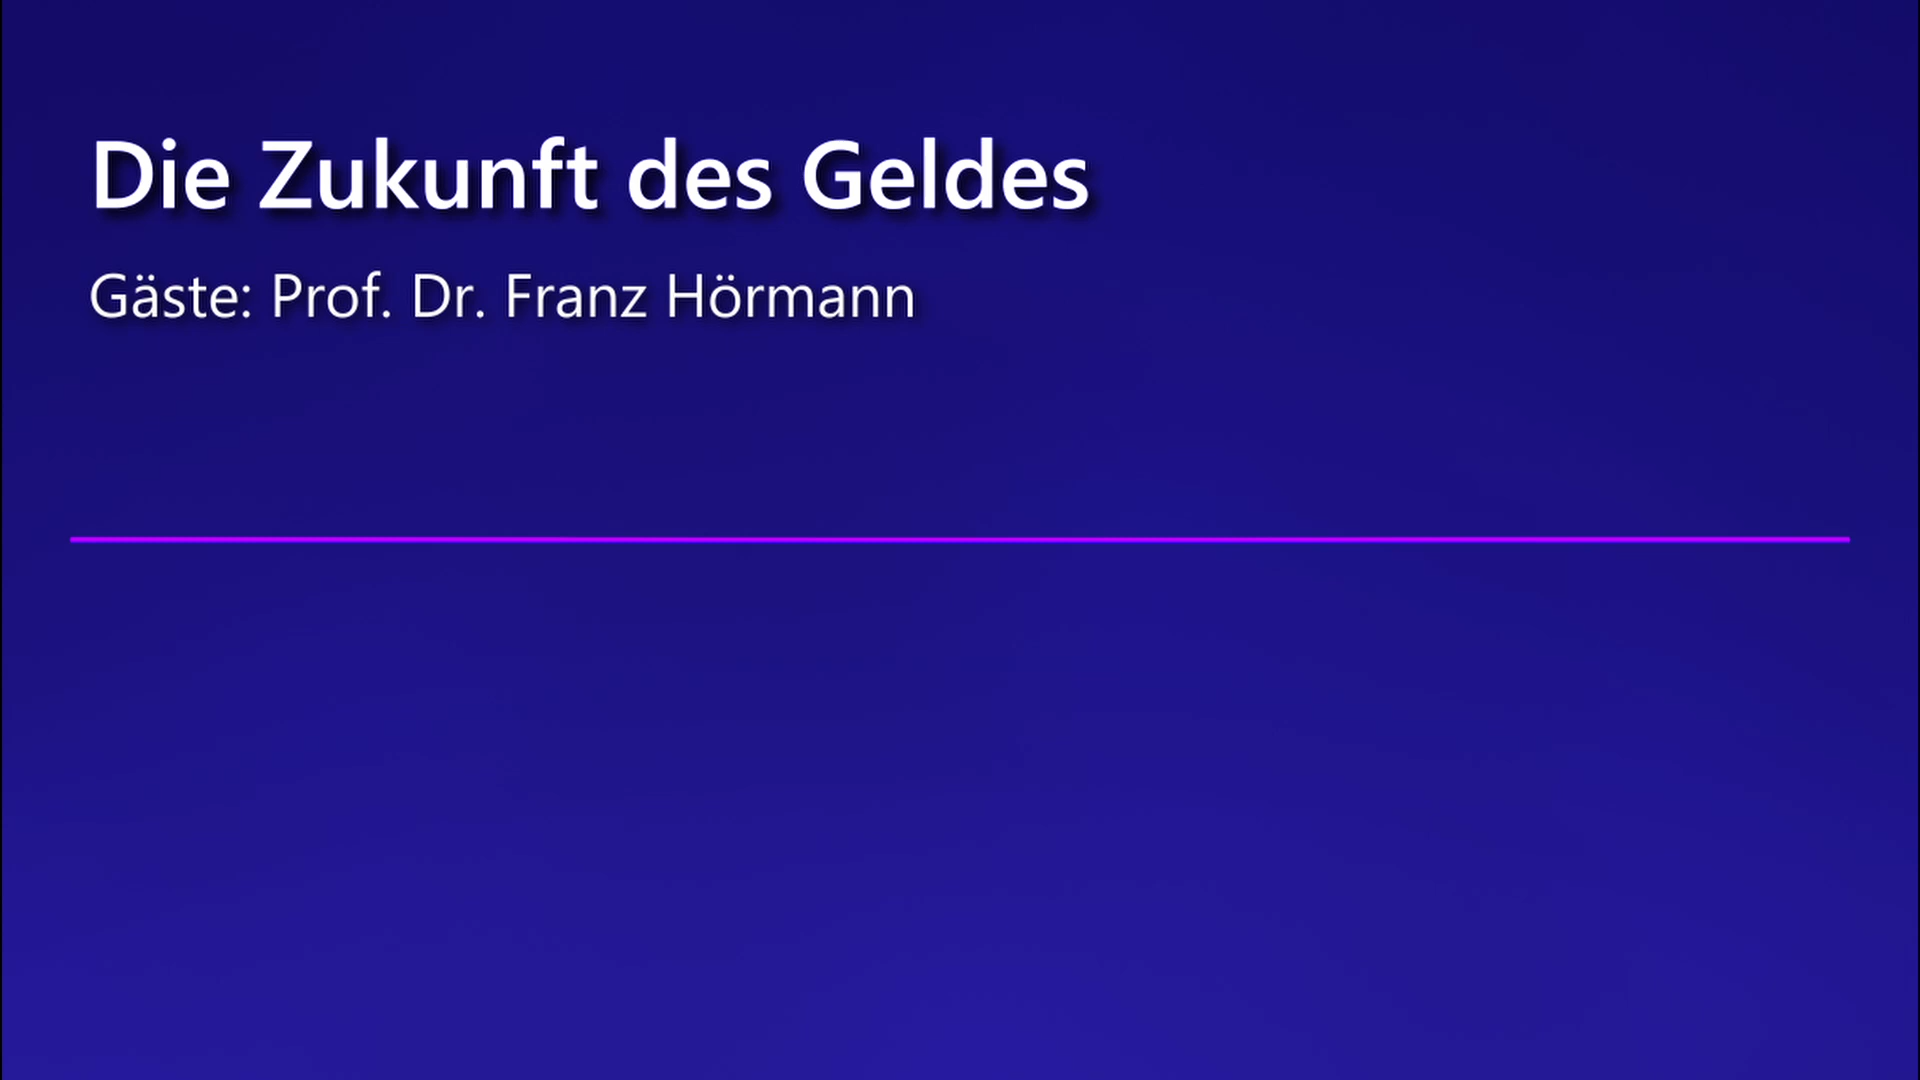 Die Zukunft des Geldes
Gäste: Prof. Dr. Franz Hörmann